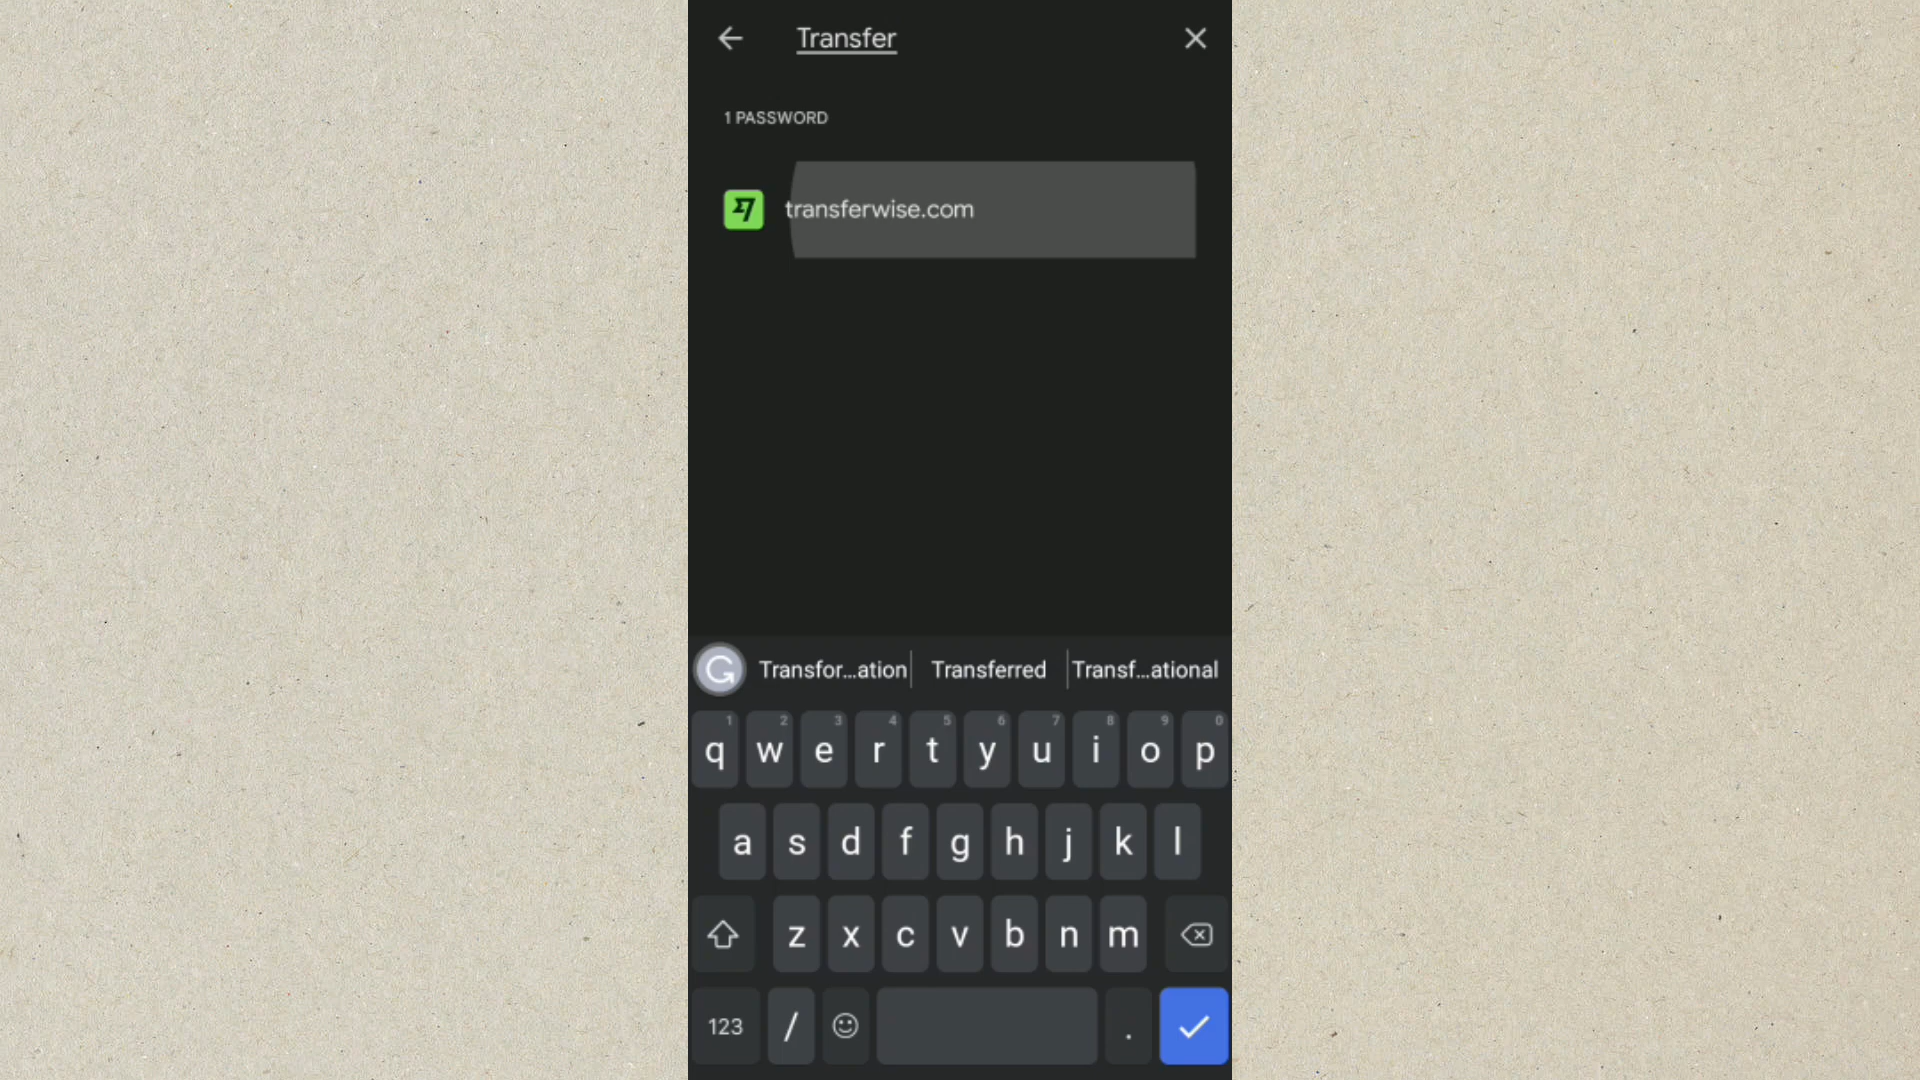 Transfer
1 PASSWORD
transferwise.com
Transfor...ation Transferred Transf...ational
1 2 3 4 5 6 7 8 9 0
q w e r t y u i o p
a s d f g h j k l
z x c v b n m
123 / .